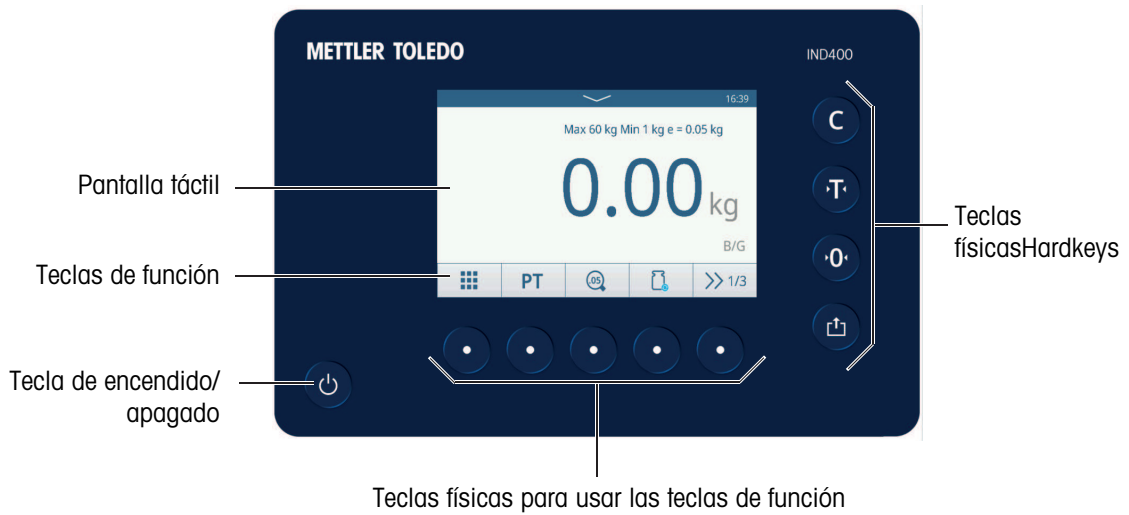 METTLER TOLEDO
IND400
16:39
Max 60 kg Min 1 kg e = 0.05 kg
0.00 kg
B/G
PT
.05
>> 1/3
C
T
0
Pantalla táctil
Teclas de función
Tecla de encendido/
apagado
Teclas
físicasHardkeys
Teclas físicas para usar las teclas de función